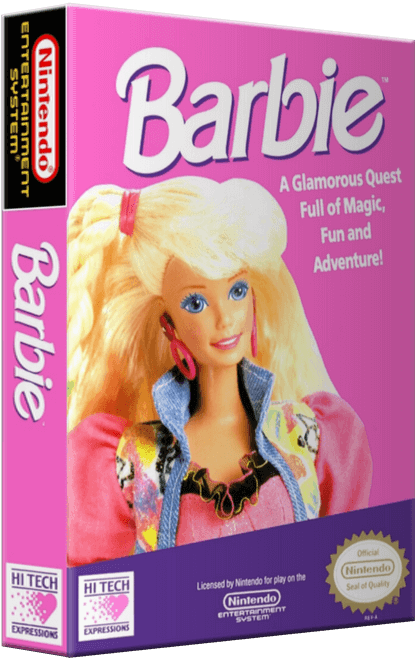 Nintendo®
ENTERTAINMENT
SYSTEM®
Barbie
HI TECH
EXPRESSIONS
Barbie™
A Glamorous Quest
Full of Magic,
Fun and
Adventure!
HI TECH
EXPRESSIONS
Licensed by Nintendo for play on the
Nintendo
ENTERTAINMENT
SYSTEM
Official
Nintendo
Seal of Quality